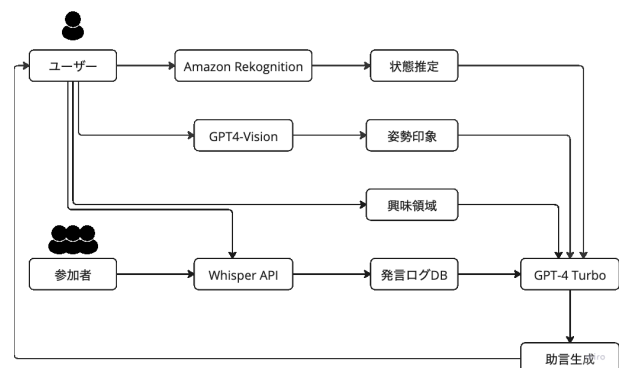 ユーザー
Amazon Rekognition
状態推定
GPT4-Vision
姿勢印象
興味領域
参加者
Whisper API
発言ログDB
GPT-4 Turbo
助言生成